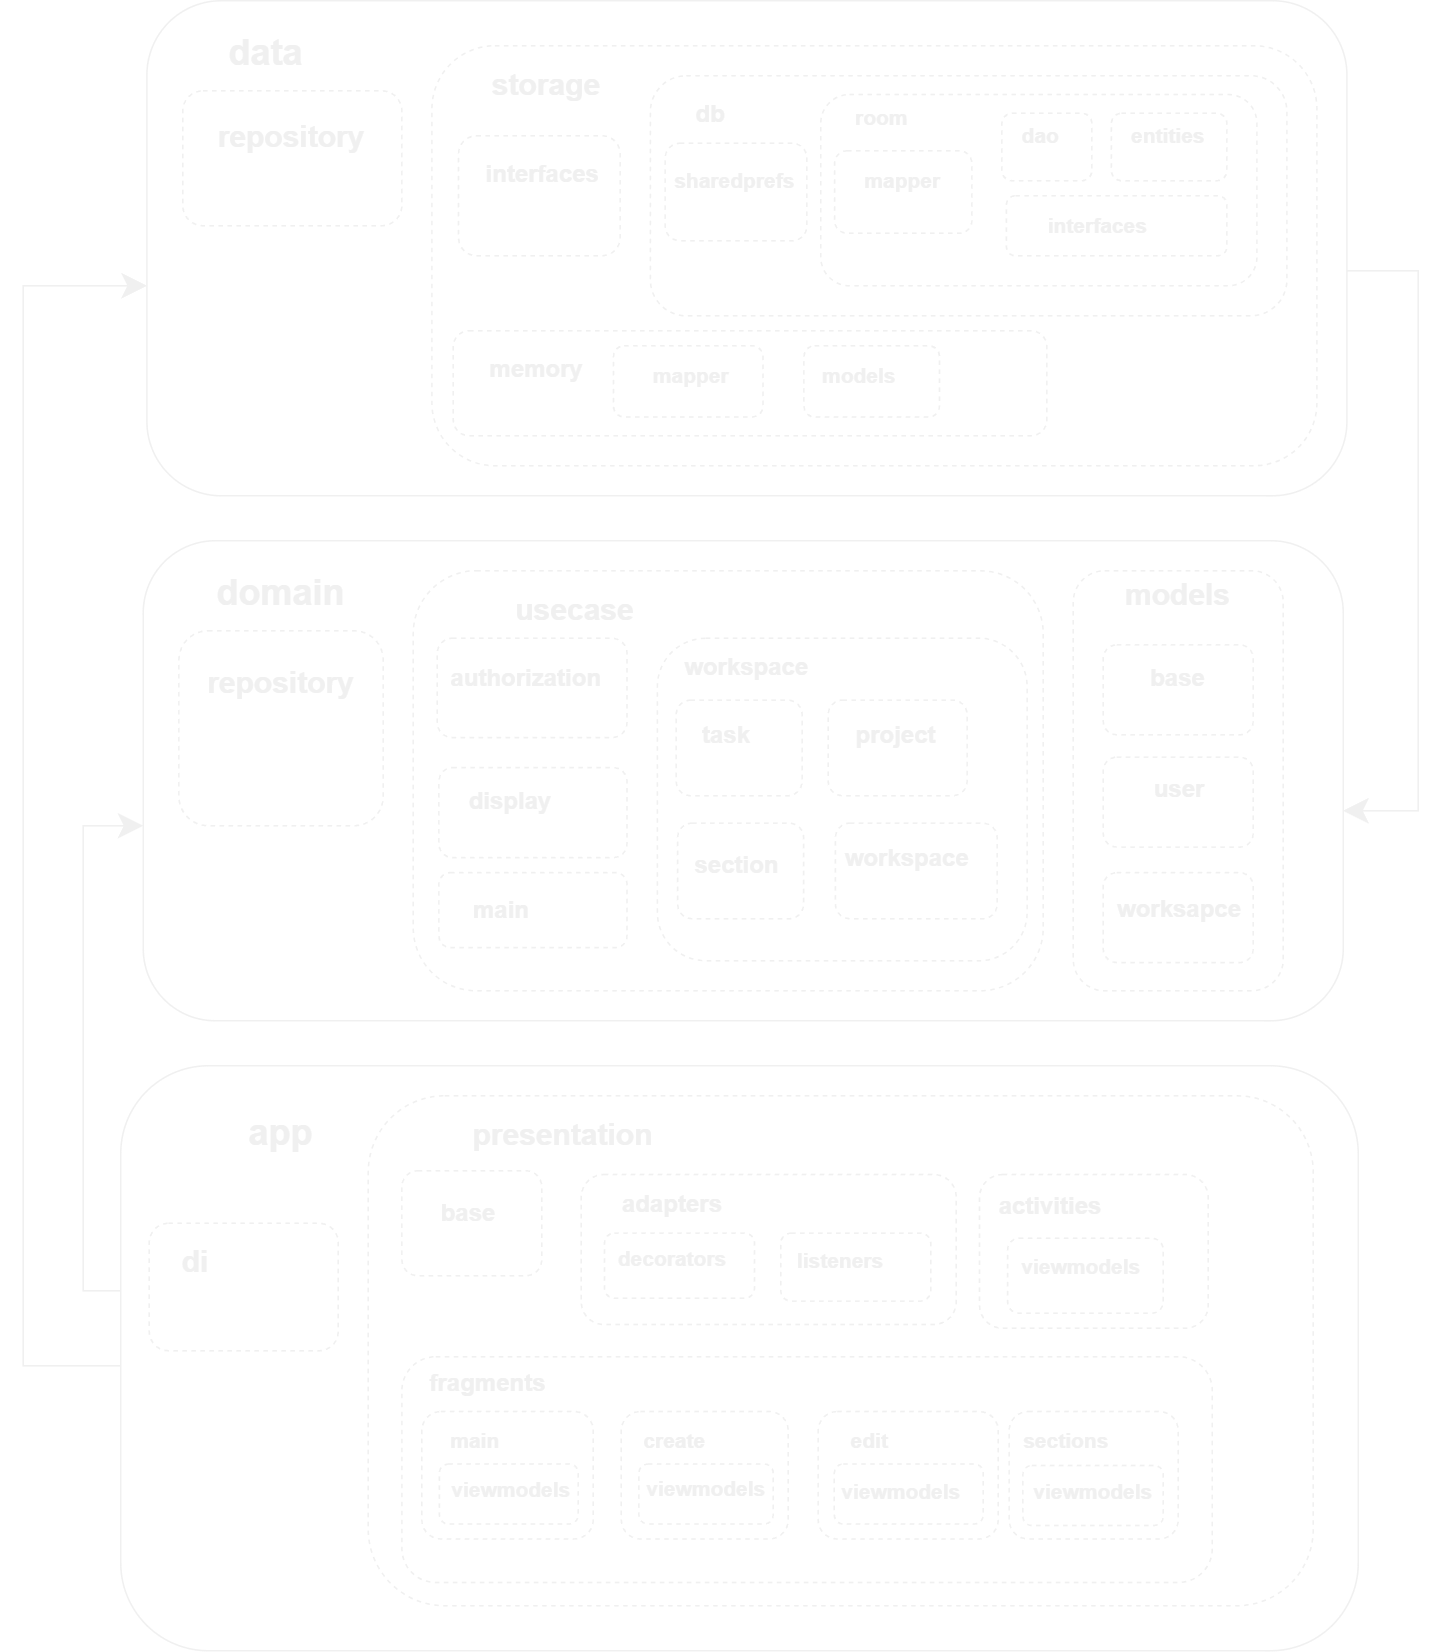 data
repository
storage
interfaces
db
sharedprefs
room
mapper
dao
entities
interfaces
memory
mapper
models
domain
repository
usecase
authorization
display
main
workspace
task
project
section
workspace
models
base
user
worksapce
app
di
presentation
base
adapters
decorators
listeners
activities
viewmodels
fragments
main
viewmodels
create
viewmodels
edit
viewmodels
sections
viewmodels